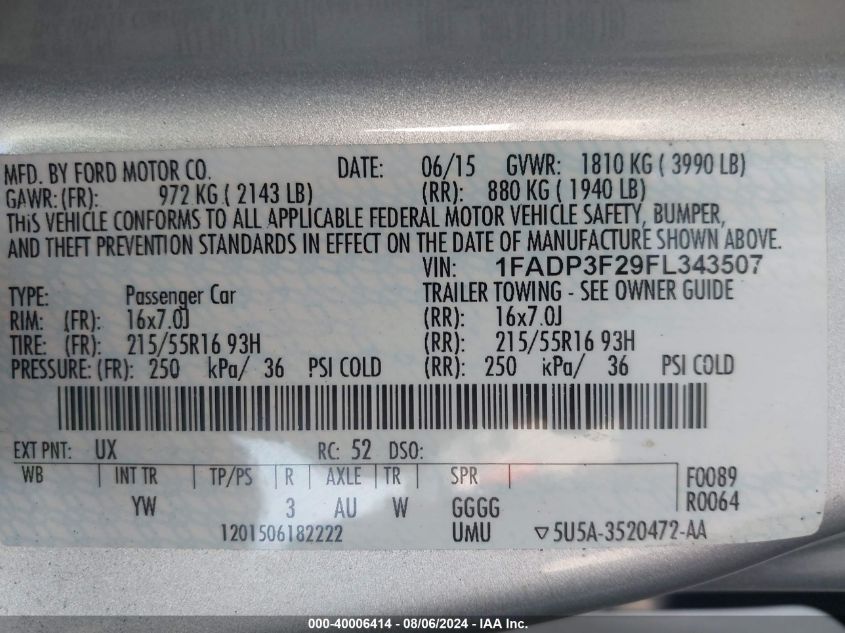 MFD. BY FORD MOTOR CO. DATE: 06/15 GVWR: 1810 KG ( 3990 LB)
GAWR: (FR): 972 KG ( 2143 LB) (RR): 880 KG ( 1940 LB)
THIS VEHICLE CONFORMS TO ALL APPLICABLE FEDERAL MOTOR VEHICLE SAFETY, BUMPER,
AND THEFT PREVENTION STANDARDS IN EFFECT ON THE DATE OF MANUFACTURE SHOWN ABOVE.
VIN: 1FADP3F29FL343507
TYPE: Passenger Car TRAILER TOWING - SEE OWNER GUIDE
RIM: (FR): 16x7.0J (RR): 16x7.0J
TIRE: (FR): 215/55R16 93H (RR): 215/55R16 93H
PRESSURE: (FR): 250 kPa/ 36 PSI COLD (RR): 250 kPa/ 36 PSI COLD
EXT PNT: UX RC: 52 DSO:
WB | INT TR | TP/PS | R | AXLE | TR | SPR | F0089
YW 3 AU W GGGG R0064
1201506182222 UMU ▽ 5U5A-3520472-AA
000-40006414 - 08/06/2024 - IAA Inc.